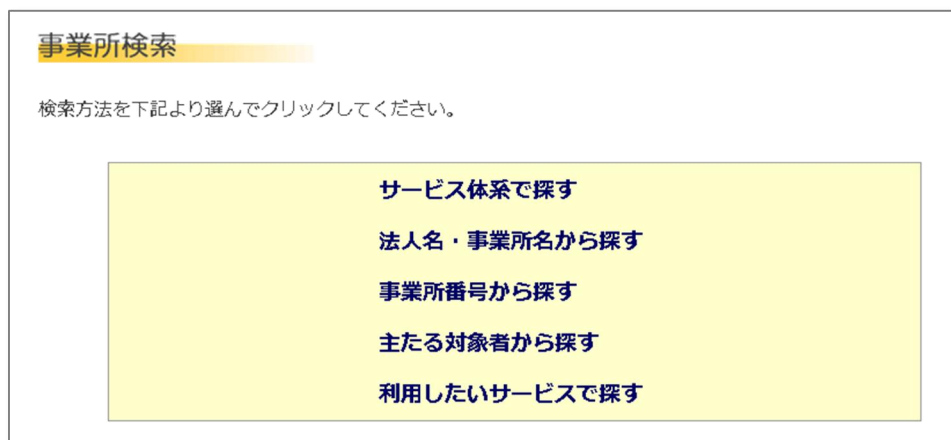 事業所検索
検索方法を下記より選んでクリックしてください。
サービス体系で探す
法人名・事業所名から探す
事業所番号から探す
主たる対象者から探す
利用したいサービスで探す